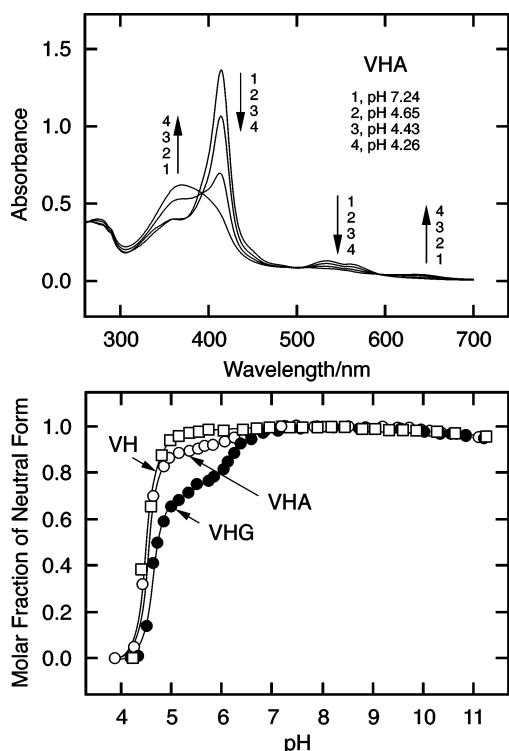 1.5
1.0
0.5
0.0
Absorbance
VHA
1, pH 7.24
2, pH 4.65
3, pH 4.43
4, pH 4.26
1
2
3
4
4
3
2
1
1
2
3
4
4
3
2
1
300 400 500 600 700
Wavelength/nm
1.0
0.8
0.6
0.4
0.2
0.0
Molar Fraction of Neutral Form
VH
VHA
VHG
4 5 6 7 8 9 10 11
pH